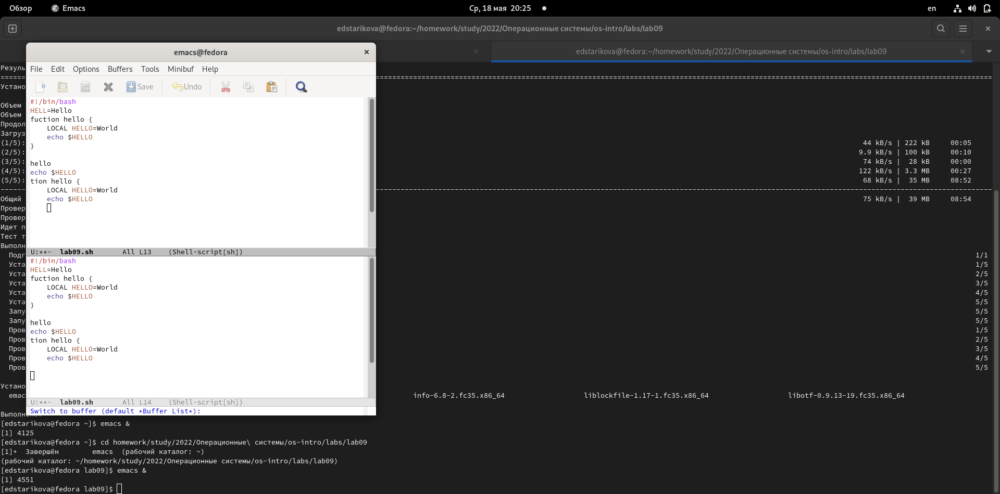 Обзор Emacs Ср, 18 мая 20:25 en
edstarikova@fedora:~/homework/study/2022/Операционные системы/os-intro/labs/lab09
edstarikova@fedora:~/homework/study/2022/Операционные системы/os-intro/labs/lab09
emacs@fedora
File Edit Options Buffers Tools Minibuf Help
Save Undo
#!/bin/bash
HELL=Hello
fuction hello {
    LOCAL HELLO=World
    echo $HELLO
}
hello
echo $HELLO
tion hello {
    LOCAL HELLO=World
    echo $HELLO
U:**- lab09.sh All L13 (Shell-script[sh])
#!/bin/bash
HELL=Hello
fuction hello {
    LOCAL HELLO=World
    echo $HELLO
}
hello
echo $HELLO
tion hello {
    LOCAL HELLO=World
    echo $HELLO
U:**- lab09.sh All L14 (Shell-script[sh])
Switch to buffer (default *Buffer List*):
Резуль
Устано
Объем
Объем
Продол
Загруз
(1/5): 44 kB/s | 222 kB 00:05
(2/5): 9.9 kB/s | 100 kB 00:10
(3/5): 74 kB/s | 28 kB 00:00
(4/5): 122 kB/s | 3.3 MB 00:27
(5/5): 68 kB/s | 35 MB 08:52
Общий 75 kB/s | 39 MB 08:54
Провер
Провер
Идет п
Тест т
Выполн
Подг 1/1
Уста 1/5
Уста 2/5
Уста 3/5
Уста 4/5
Уста 5/5
Запу 5/5
Запу 5/5
Пров 1/5
Пров 2/5
Пров 3/5
Пров 4/5
Пров 5/5
Устано
emac info-6.8-2.fc35.x86_64 liblockfile-1.17-1.fc35.x86_64 libotf-0.9.13-19.fc35.x86_64
Выполнено!
[edstarikova@fedora ~]$ emacs &
[1] 4125
[edstarikova@fedora ~]$ cd homework/study/2022/Операционные\ системы/os-intro/labs/lab09
[1]+ Завершён emacs (рабочий каталог: ~)
(рабочий каталог: ~/homework/study/2022/Операционные системы/os-intro/labs/lab09)
[edstarikova@fedora lab09]$ emacs &
[1] 4551
[edstarikova@fedora lab09]$